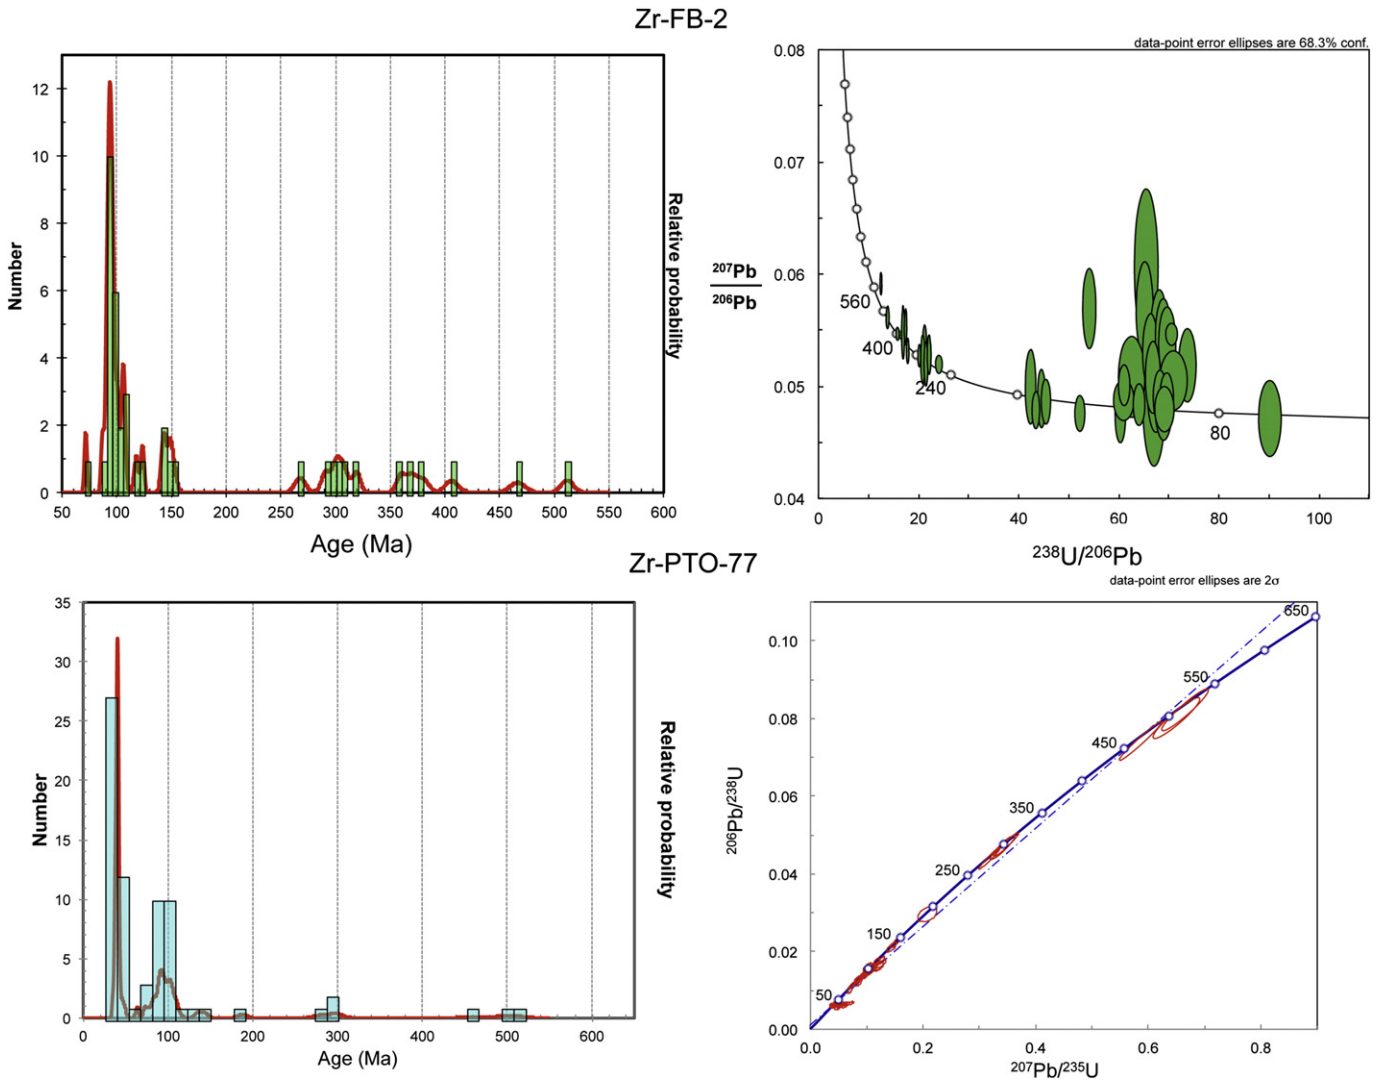 Zr-FB-2
Number
12
10
8
6
4
2
0
50 100 150 200 250 300 350 400 450 500 550 600
Age (Ma)
Relative probability
data-point error ellipses are 68.3% conf.
²⁰⁷Pb
²⁰⁶Pb
0.08
0.07
0.06
0.05
0.04
560
400
240
80
0 20 40 60 80 100
²³⁸U/²⁰⁶Pb
Zr-PTO-77
Number
35
30
25
20
15
10
5
0
0 100 200 300 400 500 600
Age (Ma)
Relative probability
data-point error ellipses are 2σ
²⁰⁶Pb/²³⁸U
0.10
0.08
0.06
0.04
0.02
0.00
650
550
450
350
250
150
50
0.0 0.2 0.4 0.6 0.8
²⁰⁷Pb/²³⁵U